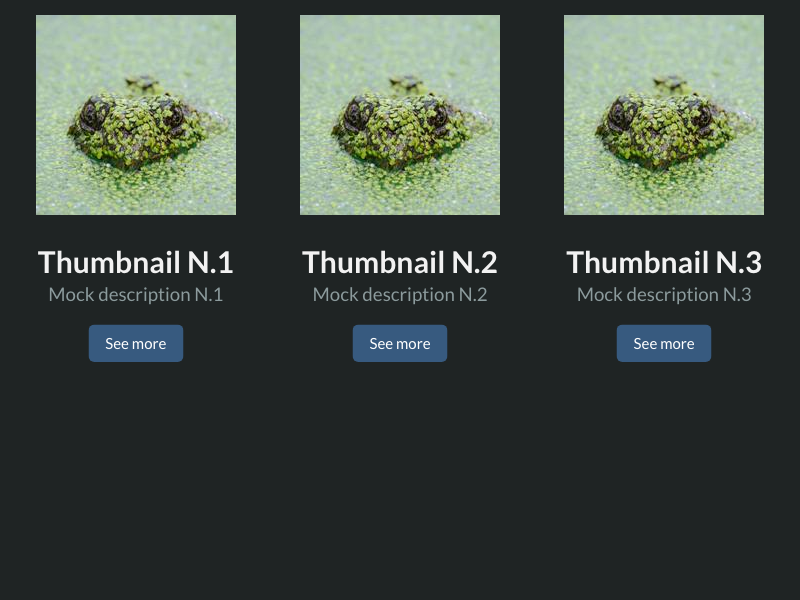 Thumbnail N.1
Mock description N.1
See more
Thumbnail N.2
Mock description N.2
See more
Thumbnail N.3
Mock description N.3
See more